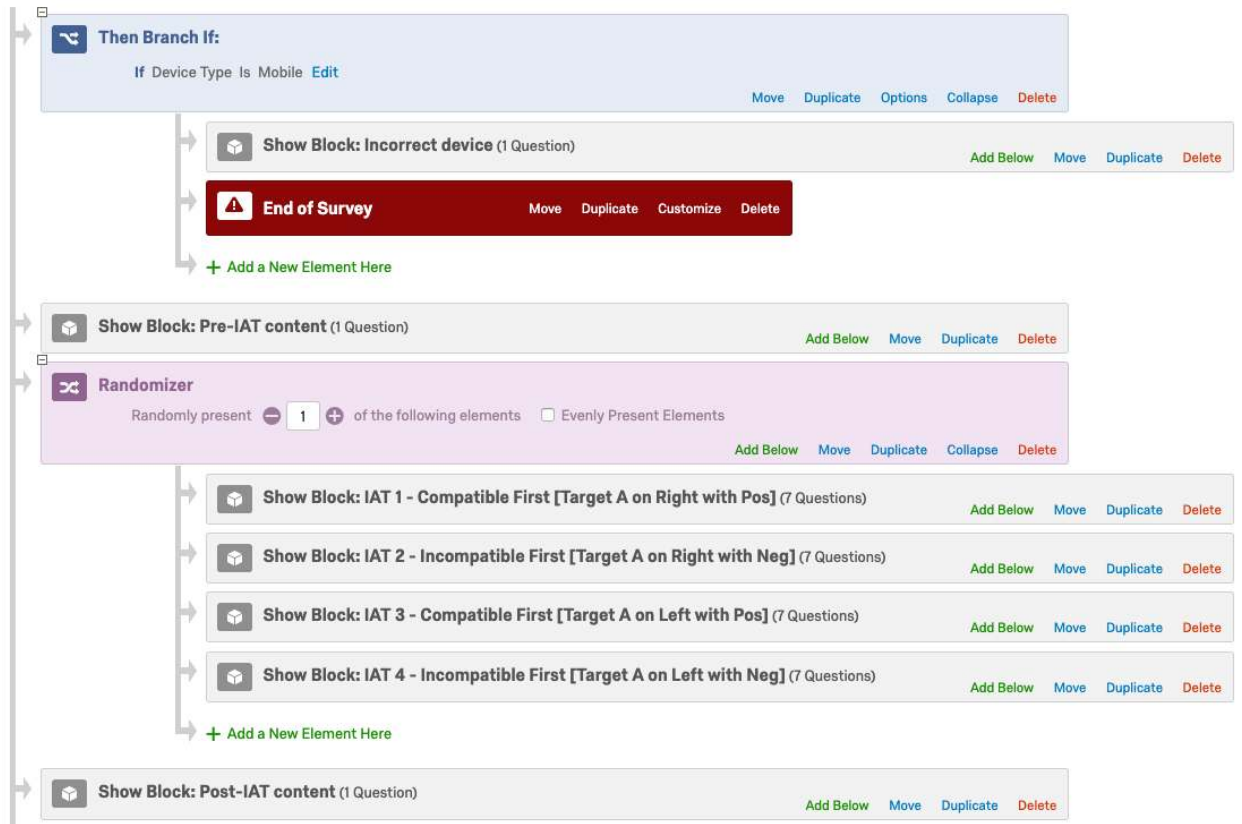 Then Branch If:
If Device Type Is Mobile Edit
Move Duplicate Options Collapse Delete
Show Block: Incorrect device (1 Question)
Add Below Move Duplicate Delete
End of Survey Move Duplicate Customize Delete
+ Add a New Element Here
Show Block: Pre-IAT content (1 Question)
Add Below Move Duplicate Delete
Randomizer
Randomly present 1 of the following elements Evenly Present Elements
Add Below Move Duplicate Collapse Delete
Show Block: IAT 1 - Compatible First [Target A on Right with Pos] (7 Questions)
Add Below Move Duplicate Delete
Show Block: IAT 2 - Incompatible First [Target A on Right with Neg] (7 Questions)
Add Below Move Duplicate Delete
Show Block: IAT 3 - Compatible First [Target A on Left with Pos] (7 Questions)
Add Below Move Duplicate Delete
Show Block: IAT 4 - Incompatible First [Target A on Left with Neg] (7 Questions)
Add Below Move Duplicate Delete
+ Add a New Element Here
Show Block: Post-IAT content (1 Question)
Add Below Move Duplicate Delete